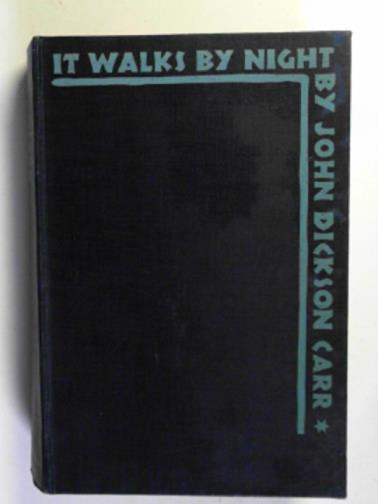 IT WALKS BY NIGHT
BY JOHN DICKSON CARR *